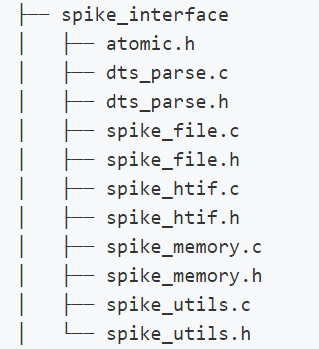 ├── spike_interface
│   ├── atomic.h
│   ├── dts_parse.c
│   ├── dts_parse.h
│   ├── spike_file.c
│   ├── spike_file.h
│   ├── spike_htif.c
│   ├── spike_htif.h
│   ├── spike_memory.c
│   ├── spike_memory.h
│   ├── spike_utils.c
│   └── spike_utils.h